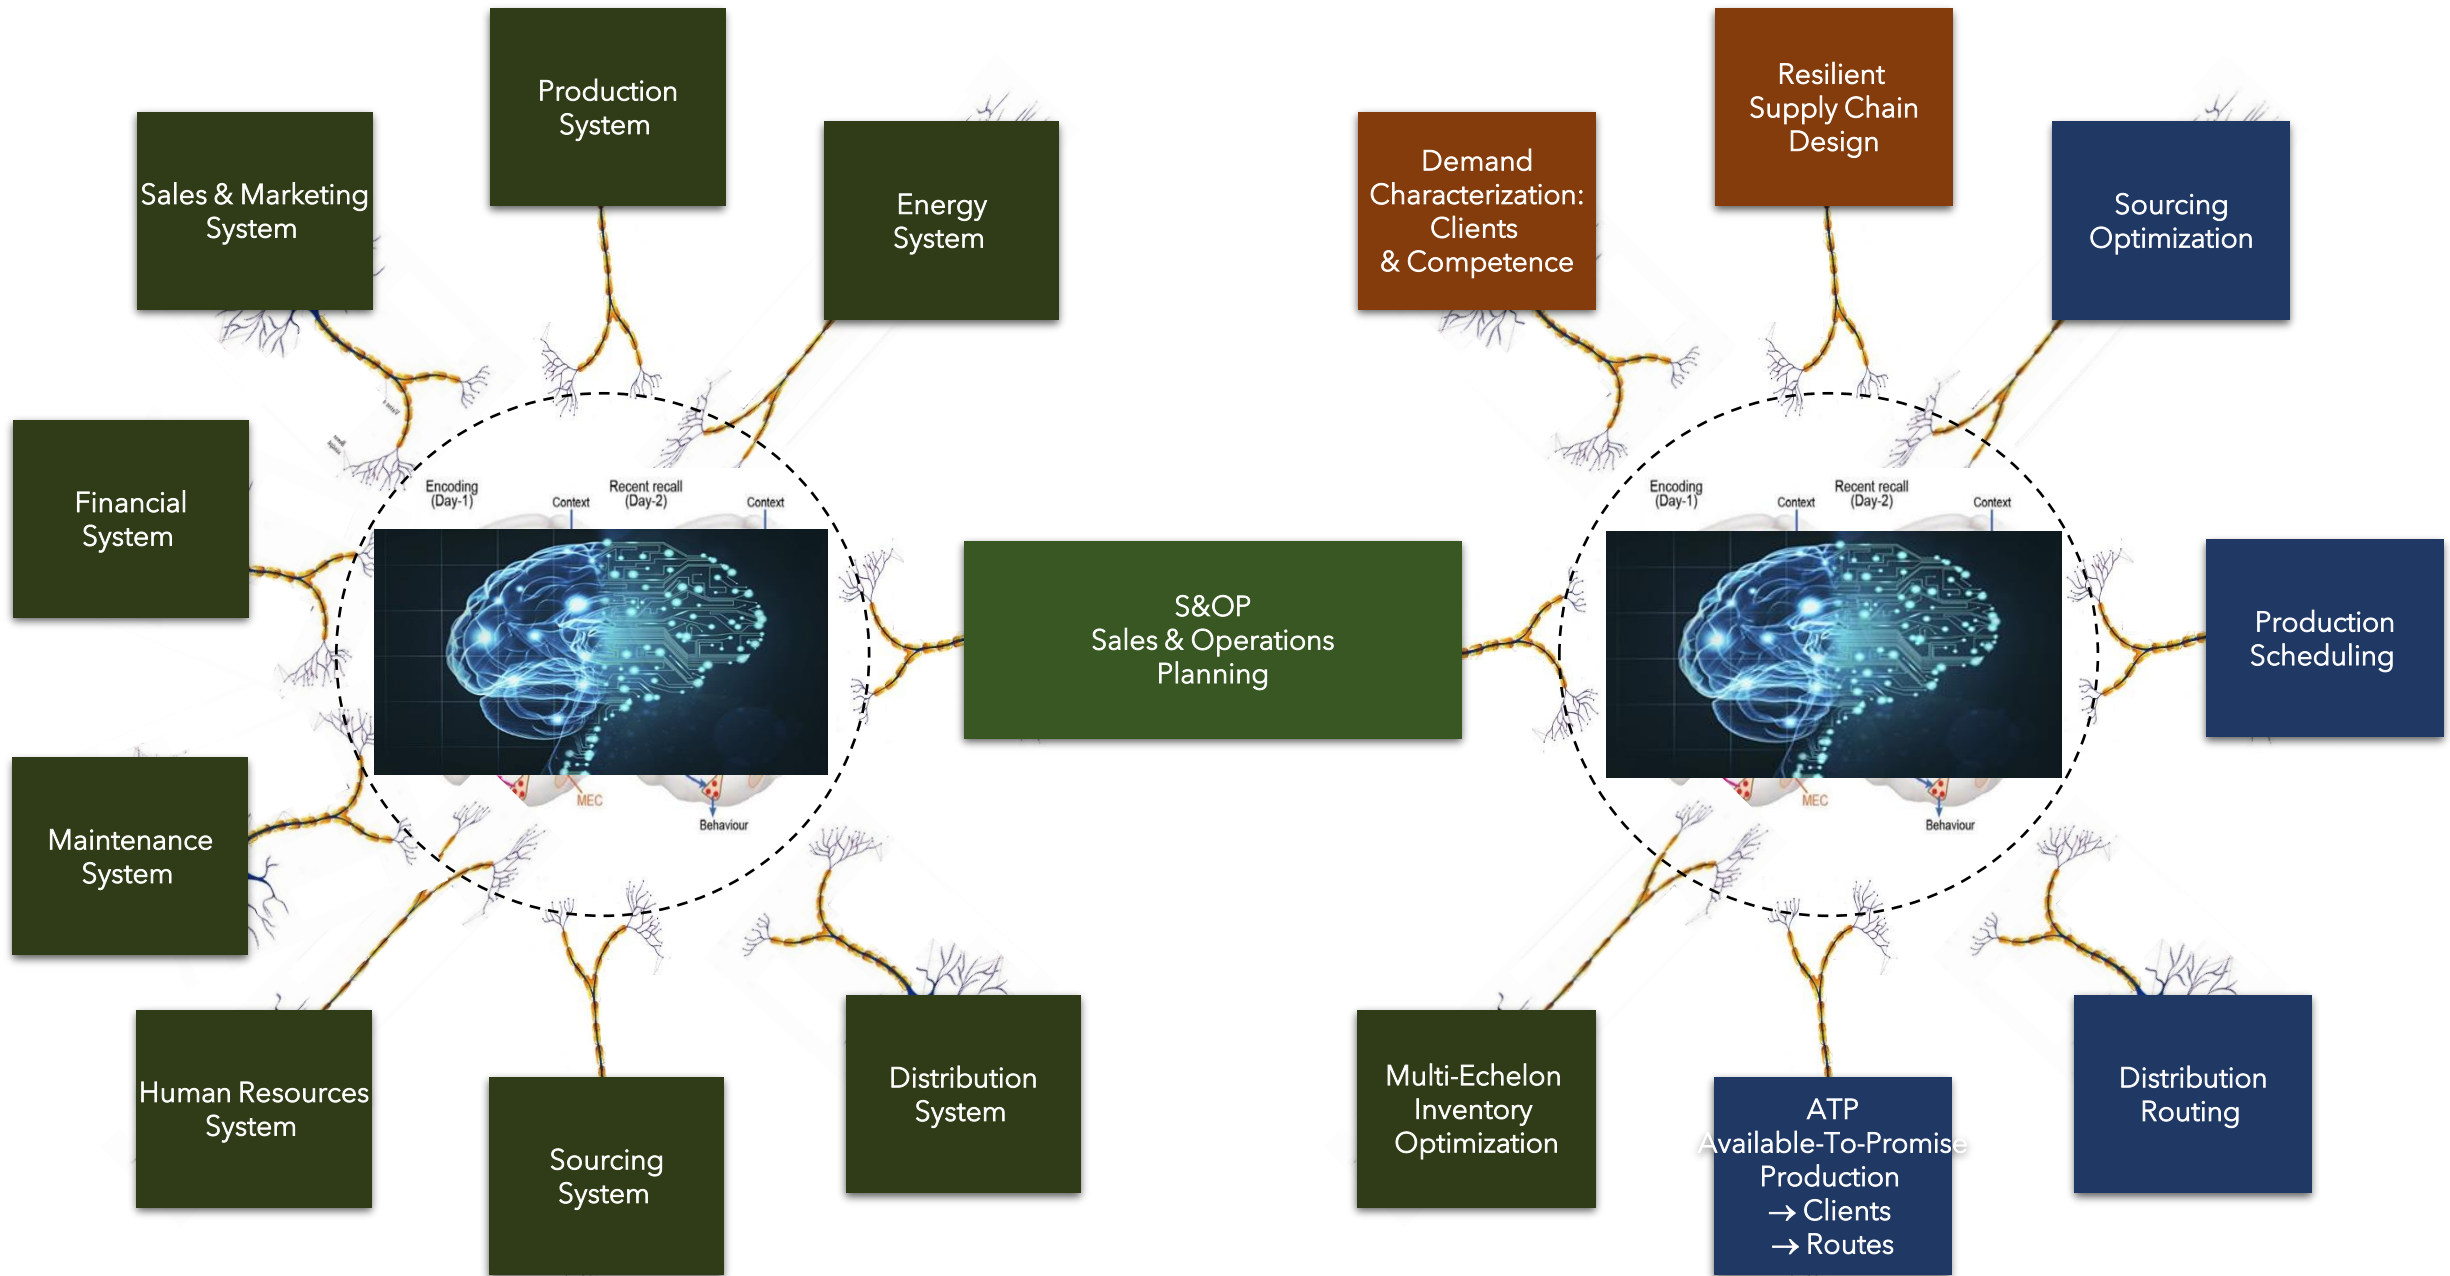 Production
System
Sales & Marketing
System
Energy
System
Financial
System
Maintenance
System
Human Resources
System
Sourcing
System
Distribution
System
Encoding
(Day-1)
Context
Recent recall
(Day-2)
Context
MEC
Behaviour
S&OP
Sales & Operations
Planning
Resilient
Supply Chain
Design
Demand
Characterization:
Clients
& Competence
Sourcing
Optimization
Encoding
(Day-1)
Context
Recent recall
(Day-2)
Context
MEC
Behaviour
Production
Scheduling
Multi-Echelon
Inventory
Optimization
ATP
Available-To-Promise
Production
→ Clients
→ Routes
Distribution
Routing